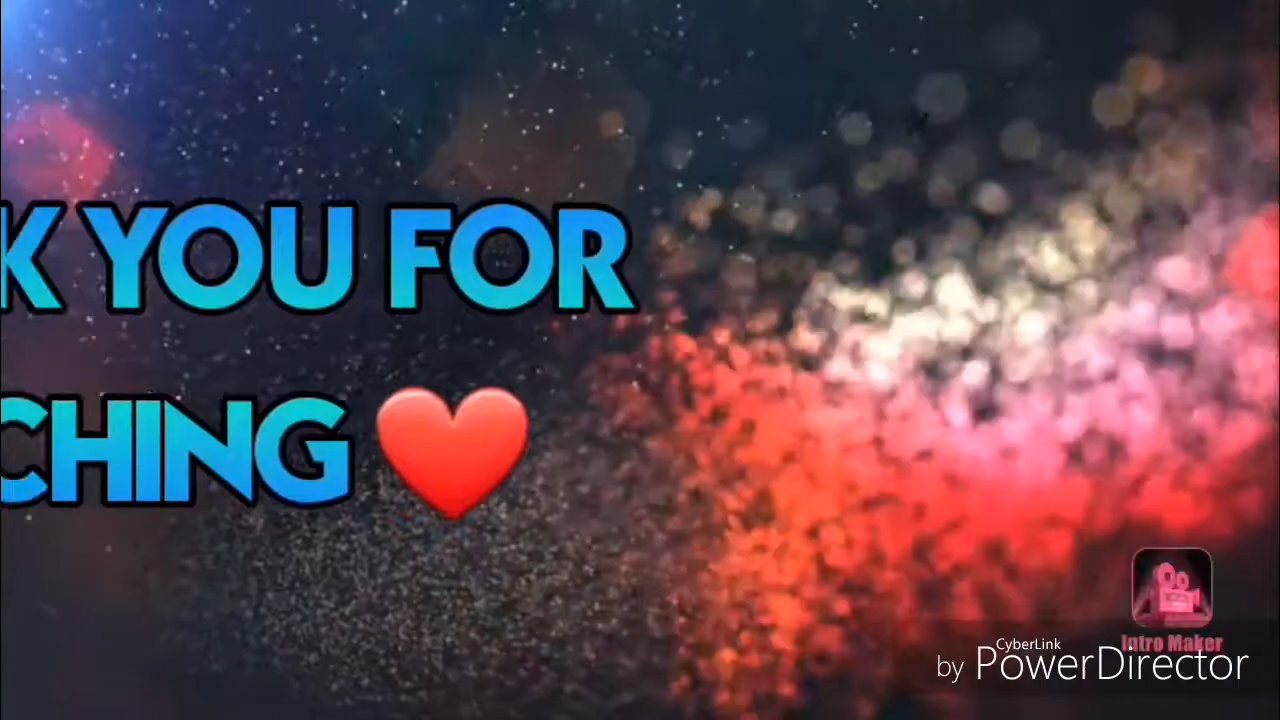 K YOU FOR
CHING ❤️
Intro Maker
CyberLink
by PowerDirector